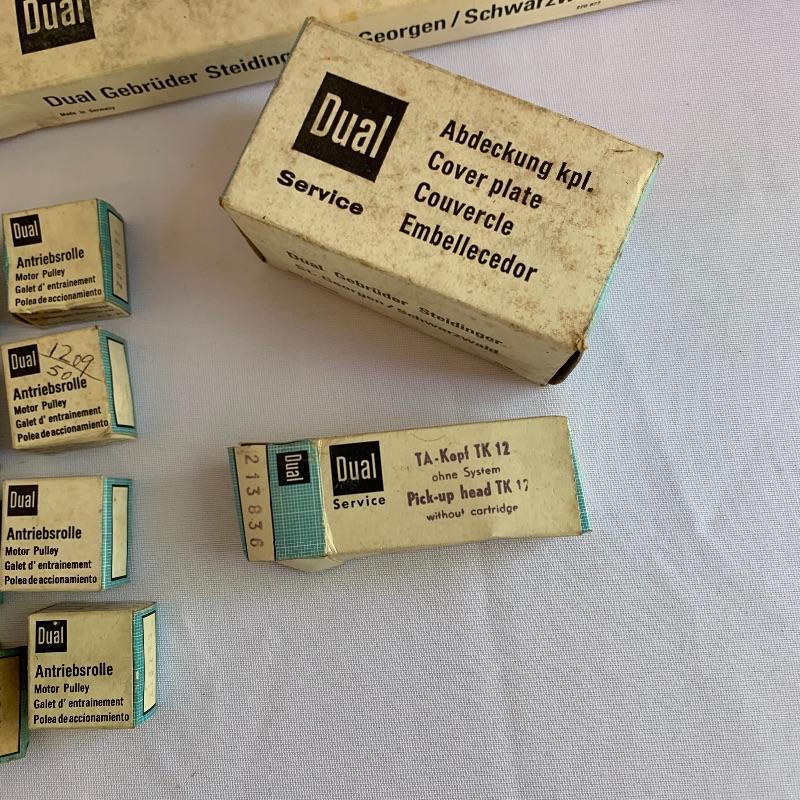 Dual
Dual Gebrüder Steidinger
Georgen / Schwarzw
Made in Germany
Dual
Service
Abdeckung kpl.
Cover plate
Couvercle
Embellecedor
Dual Gebrüder Steidinger
St. Georgen / Schwarzwald
Dual
Antriebsrolle
Motor Pulley
Galet d' entrainement
Polea de accionamiento
Dual
1209
50
Antriebsrolle
Motor Pulley
Galet d' entrainement
Polea de accionamiento
213836
Dual
Dual
Service
TA-Kopf TK 12
ohne System
Pick-up head TK 12
without cartridge
Dual
Antriebsrolle
Motor Pulley
Galet d' entrainement
Polea de accionamiento
Dual
Antriebsrolle
Motor Pulley
Galet d' entrainement
Polea de accionamiento